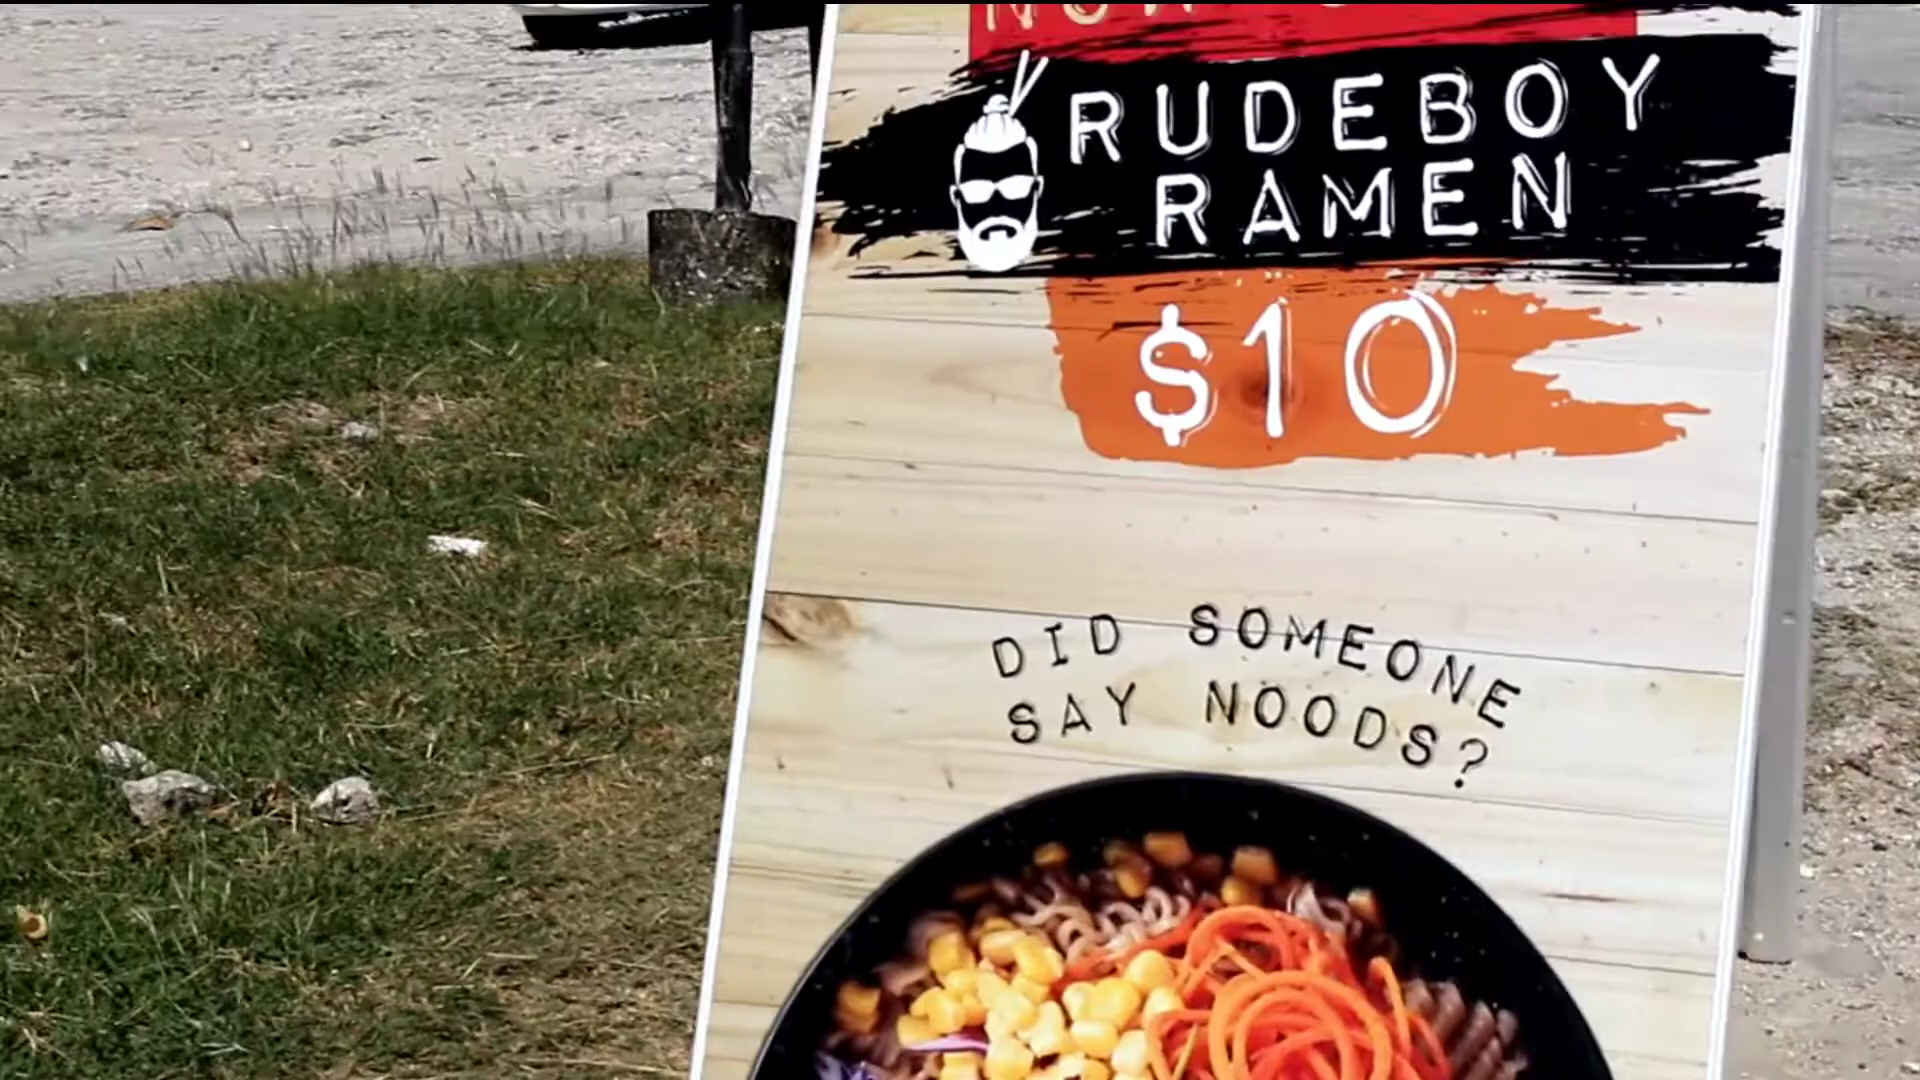 RUDEBOY
RAMEN
$10
DID SOMEONE
SAY NOODS?